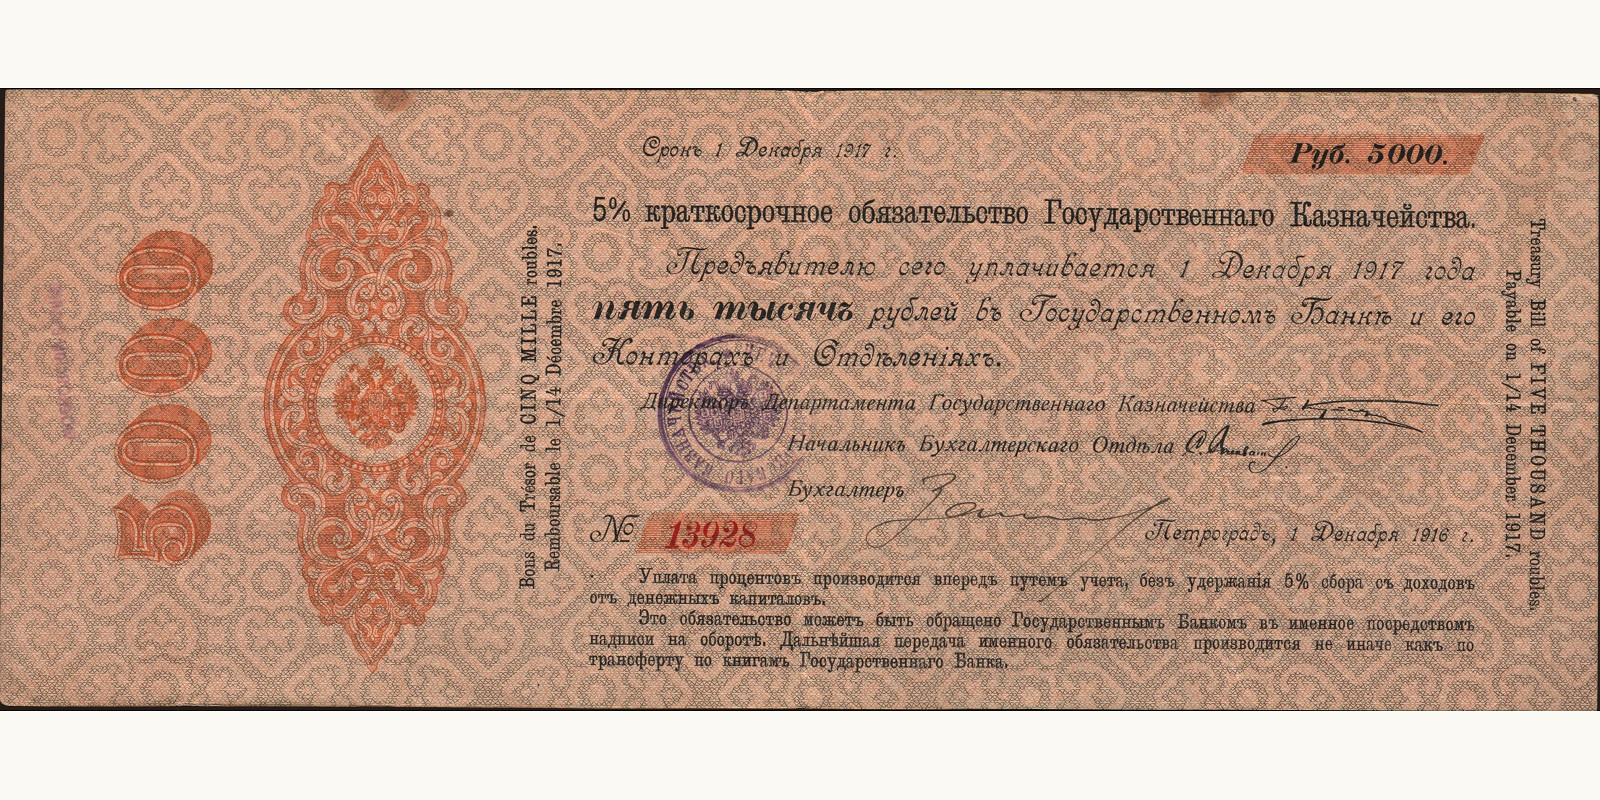 5000
Bons du Trésor de CINQ MILLE roubles.
Remboursable le 1/14 Décembre 1917.
Срокъ 1 Декабря 1917 г.
Руб. 5000.
5% краткосрочное обязательство Государственнаго Казначейства.
Предъявителю сего уплачивается 1 Декабря 1917 года
пять тысячъ рублей въ Государственномъ Банкѣ и его
Конторахъ и Отдѣленіяхъ.
Директоръ Департамента Государственнаго Казначейства
Начальникъ Бухгалтерскаго Отдѣла
Бухгалтеръ
№ 13928
Петроградъ, 1 Декабря 1916 г.
Уплата процентовъ производится впередъ путемъ учета, безъ удержанія 5% сбора съ доходовъ
отъ денежныхъ капиталовъ.
Это обязательство можетъ быть обращено Государственнымъ Банкомъ въ именное посредствомъ
надписи на оборотѣ. Дальнѣйшая передача именного обязательства производится не иначе какъ по
трансферту по книгамъ Государственнаго Банка.
Treasury Bill of FIVE THOUSAND roubles.
Payable on 1/14 December 1917.